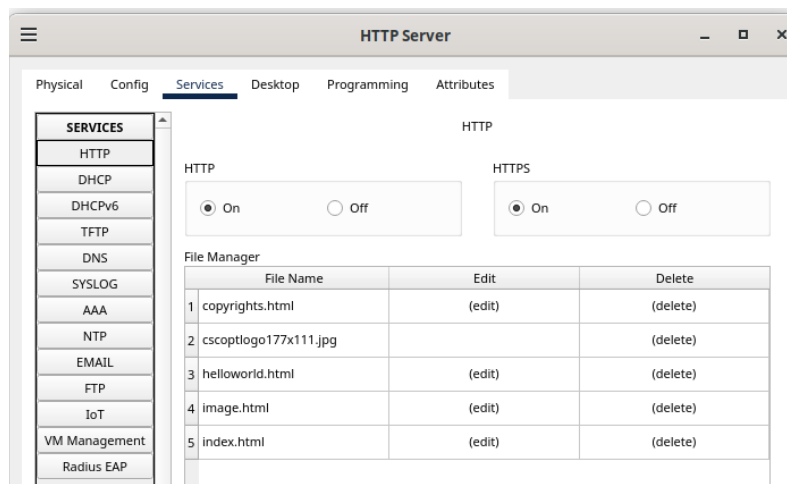 HTTP Server
Physical Config Services Desktop Programming Attributes
SERVICES
HTTP
DHCP
DHCPv6
TFTP
DNS
SYSLOG
AAA
NTP
EMAIL
FTP
IoT
VM Management
Radius EAP
HTTP
HTTP HTTPS
On Off On Off
File Manager
File Name Edit Delete
1 copyrights.html (edit) (delete)
2 cscoptlogo177x111.jpg (delete)
3 helloworld.html (edit) (delete)
4 image.html (edit) (delete)
5 index.html (edit) (delete)